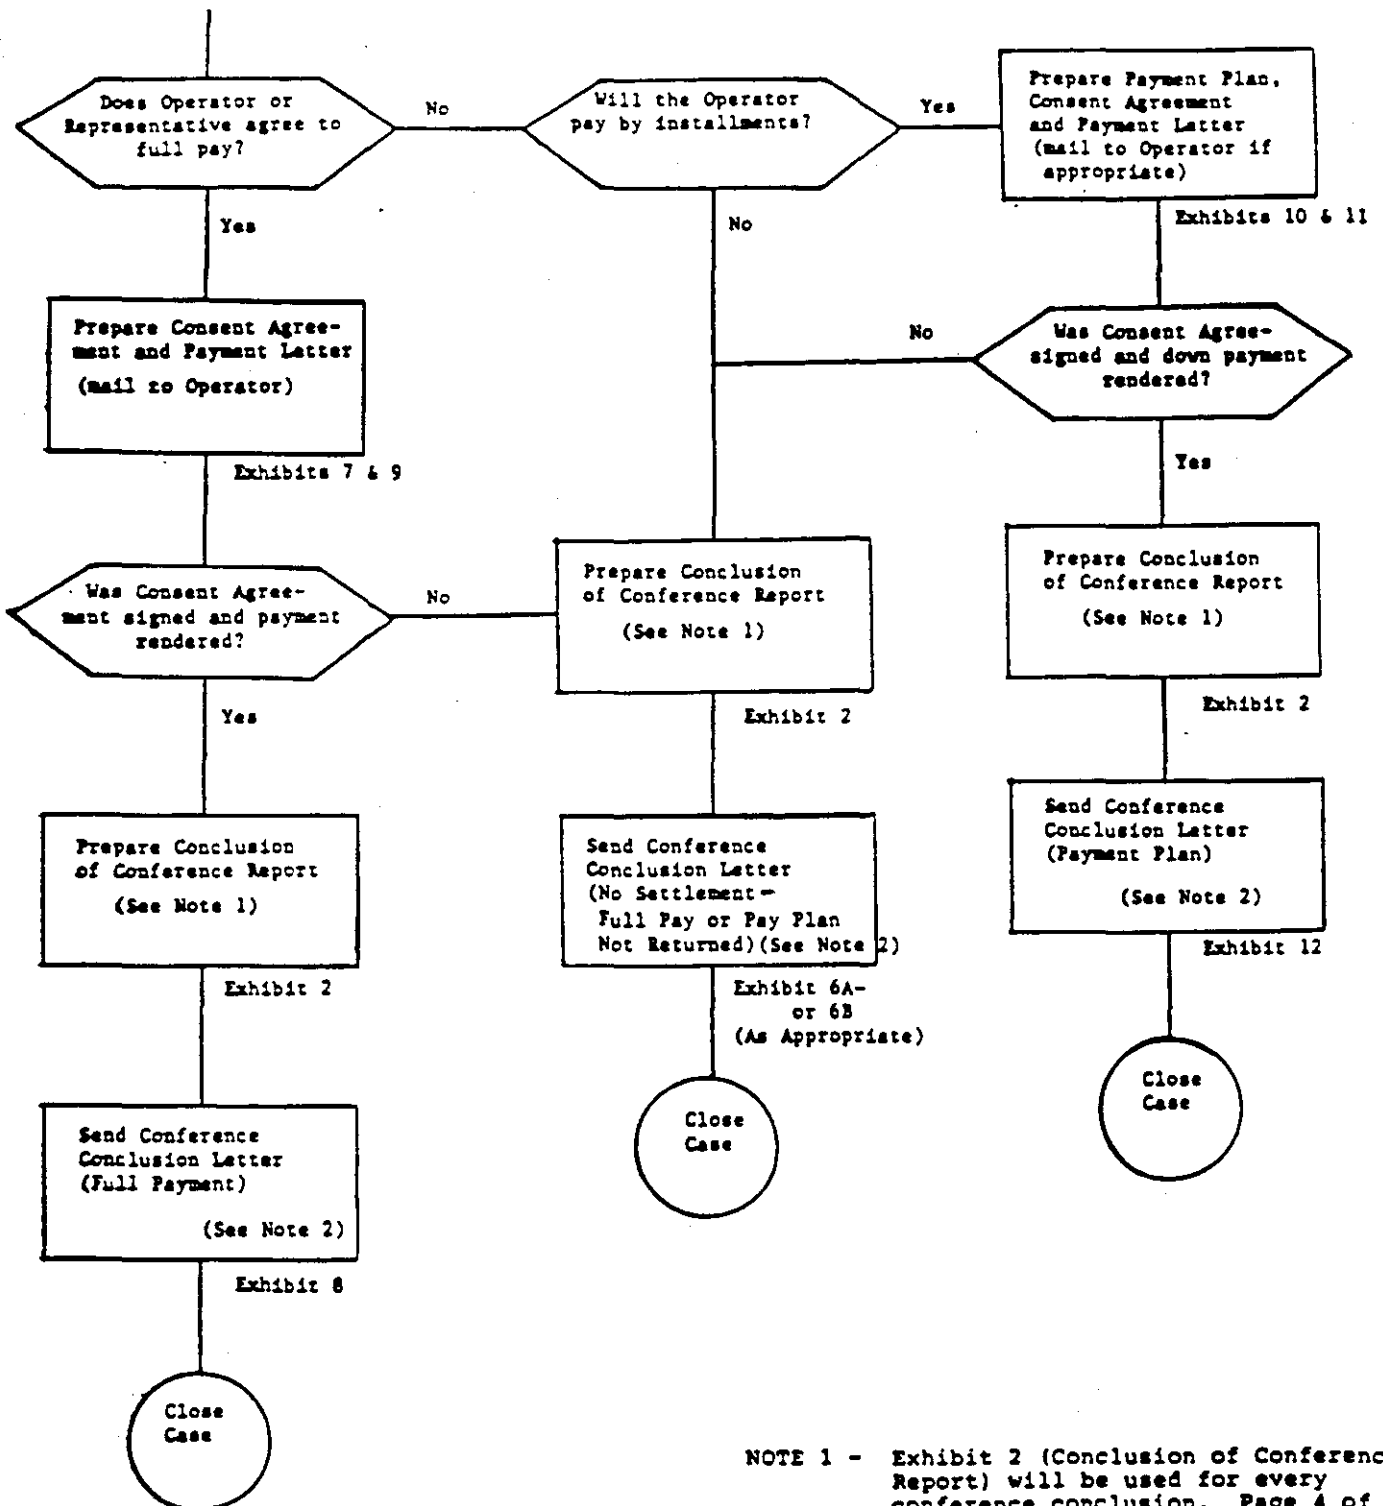 Does Operator or
Representative agree to
full pay?
No
Will the Operator
pay by installments?
Yes
Prepare Payment Plan,
Consent Agreement
and Payment Letter
(mail to Operator if
appropriate)
Exhibits 10 & 11
Yes
No
Prepare Consent Agree-
ment and Payment Letter
(mail to Operator)
Exhibits 7 & 9
No
Was Consent Agree-
signed and down payment
rendered?
Yes
Was Consent Agree-
ment signed and payment
rendered?
No
Prepare Conclusion
of Conference Report
(See Note 1)
Exhibit 2
Prepare Conclusion
of Conference Report
(See Note 1)
Exhibit 2
Yes
Prepare Conclusion
of Conference Report
(See Note 1)
Exhibit 2
Send Conference
Conclusion Letter
(No Settlement-
Full Pay or Pay Plan
Not Returned)(See Note 2)
Exhibit 6A-
or 6B
(As Appropriate)
Send Conference
Conclusion Letter
(Payment Plan)
(See Note 2)
Exhibit 12
Close
Case
Close
Case
Send Conference
Conclusion Letter
(Full Payment)
(See Note 2)
Exhibit 8
Close
Case
NOTE 1 - Exhibit 2 (Conclusion of Conferenc
Report) will be used for every
conference conclusion. Page 4 of